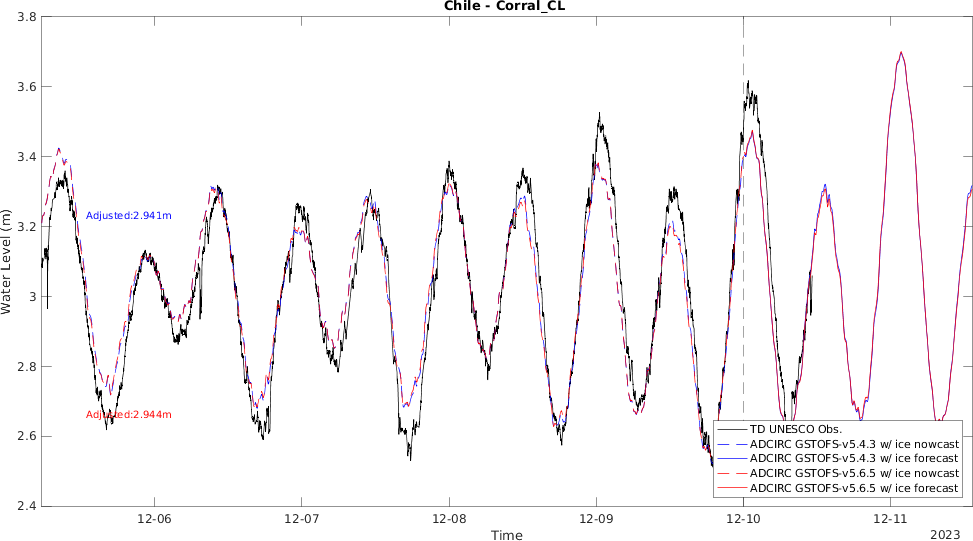 Chile - Corral_CL
3.8
3.6
3.4
3.2
3
2.8
2.6
2.4
Water Level (m)
Adjusted:2.941m
Adjusted:2.944m
TD UNESCO Obs.
ADCIRC GSTOFS-v5.4.3 w/ ice nowcast
ADCIRC GSTOFS-v5.4.3 w/ ice forecast
ADCIRC GSTOFS-v5.6.5 w/ ice nowcast
ADCIRC GSTOFS-v5.6.5 w/ ice forecast
12-06
12-07
12-08
12-09
12-10
12-11
Time
2023